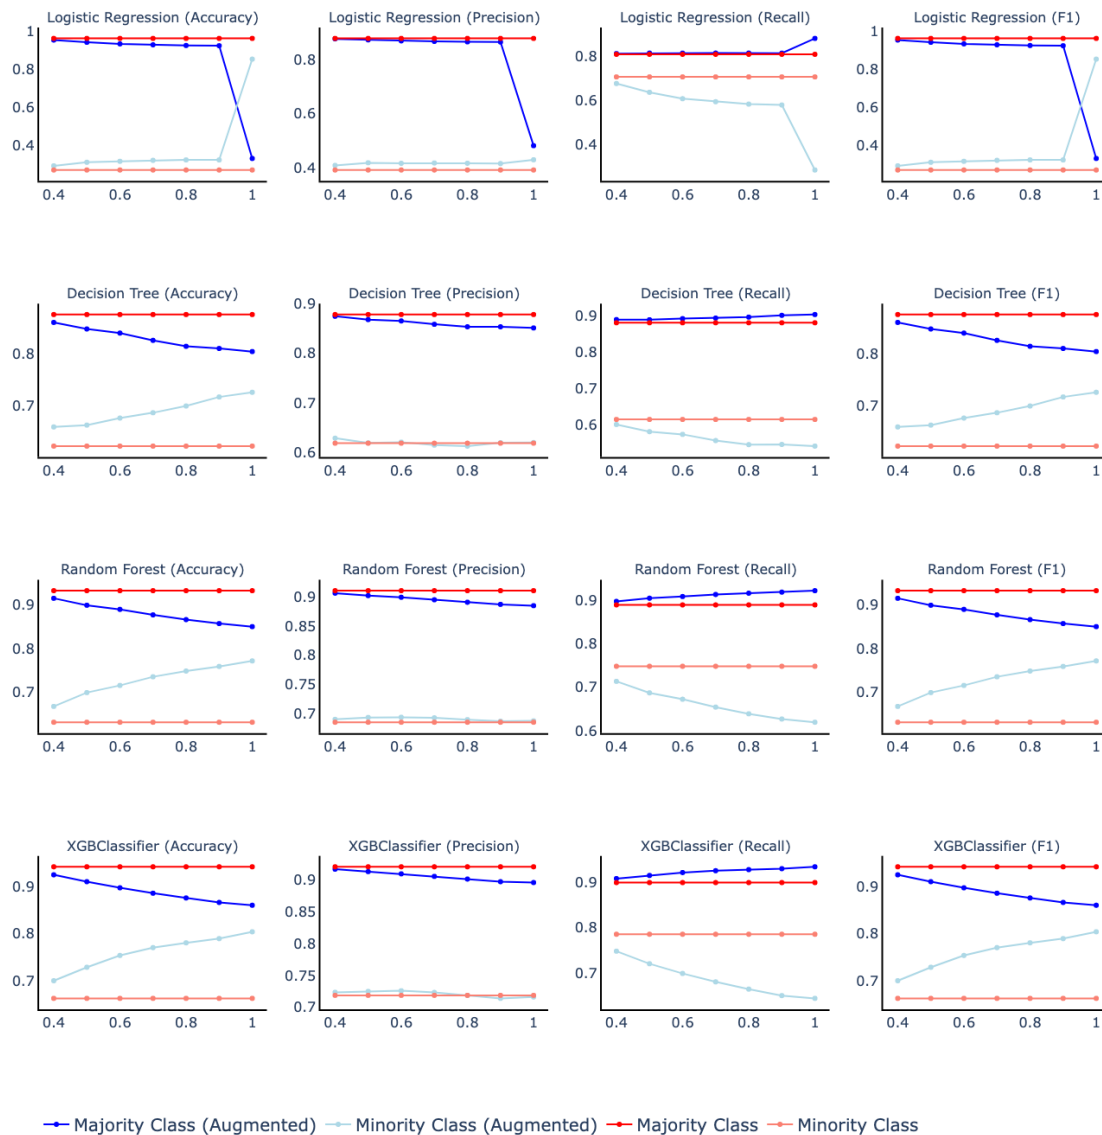 Logistic Regression (Accuracy) Logistic Regression (Precision) Logistic Regression (Recall) Logistic Regression (F1)
1
0.8
0.6
0.4
0.4 0.6 0.8 1
0.8
0.6
0.4
0.4 0.6 0.8 1
0.8
0.6
0.4
0.4 0.6 0.8 1
1
0.8
0.6
0.4
0.4 0.6 0.8 1
Decision Tree (Accuracy) Decision Tree (Precision) Decision Tree (Recall) Decision Tree (F1)
0.8
0.7
0.4 0.6 0.8 1
0.9
0.8
0.7
0.6
0.4 0.6 0.8 1
0.9
0.8
0.7
0.6
0.4 0.6 0.8 1
0.8
0.7
0.4 0.6 0.8 1
Random Forest (Accuracy) Random Forest (Precision) Random Forest (Recall) Random Forest (F1)
0.9
0.8
0.7
0.4 0.6 0.8 1
0.9
0.85
0.8
0.75
0.7
0.4 0.6 0.8 1
0.9
0.8
0.7
0.6
0.4 0.6 0.8 1
0.9
0.8
0.7
0.4 0.6 0.8 1
XGBClassifier (Accuracy) XGBClassifier (Precision) XGBClassifier (Recall) XGBClassifier (F1)
0.9
0.8
0.7
0.4 0.6 0.8 1
0.9
0.85
0.8
0.75
0.7
0.4 0.6 0.8 1
0.9
0.8
0.7
0.4 0.6 0.8 1
0.9
0.8
0.7
0.4 0.6 0.8 1
Majority Class (Augmented) Minority Class (Augmented) Majority Class Minority Class